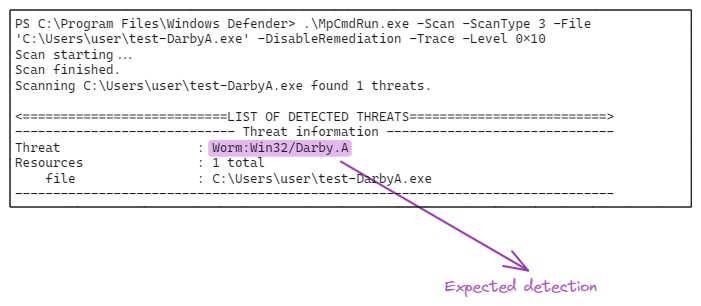 PS C:\Program Files\Windows Defender> .\MpCmdRun.exe -Scan -ScanType 3 -File
'C:\Users\user\test-DarbyA.exe' -DisableRemediation -Trace -Level 0x10
Scan starting...
Scan finished.
Scanning C:\Users\user\test-DarbyA.exe found 1 threats.
<===========================LIST OF DETECTED THREATS==========================>
----------------------------- Threat information ------------------------------
Threat                  : Worm:Win32/Darby.A
Resources               : 1 total
    file                : C:\Users\user\test-DarbyA.exe
-------------------------------------------------------------------------------
Expected detection